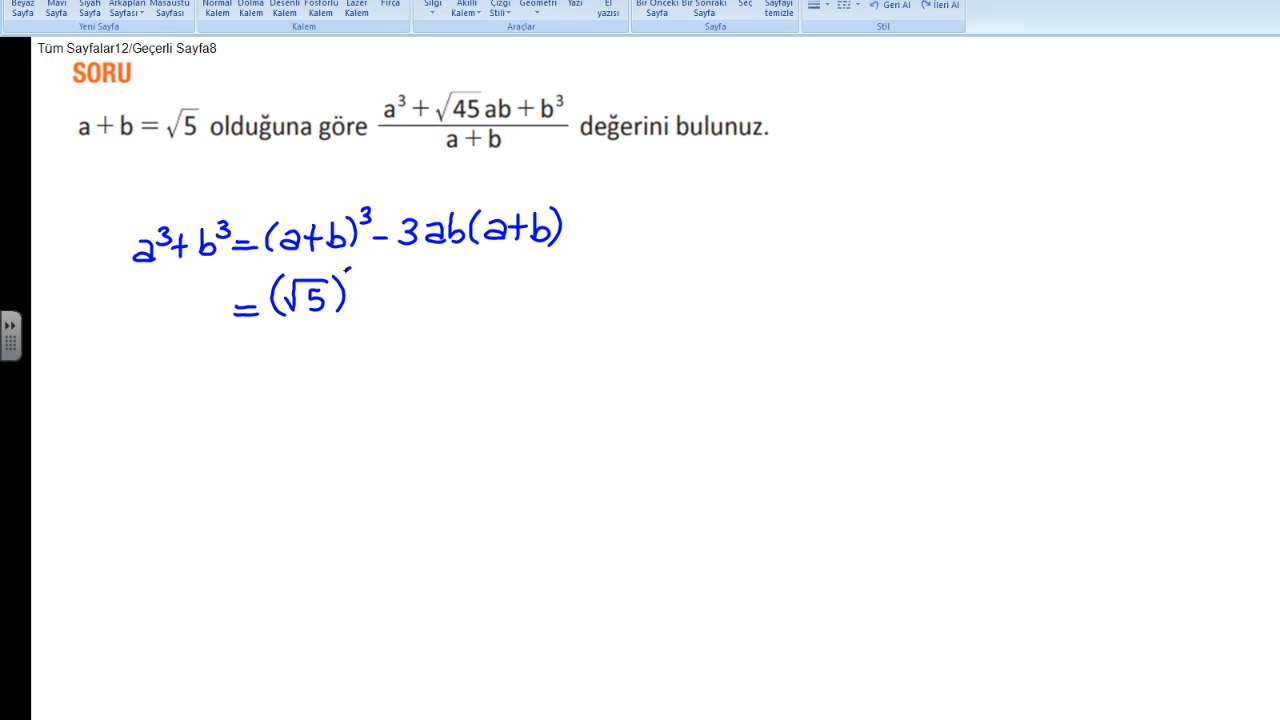 Beyaz Mavi Siyah Arkaplan Masaüstü Normal Dolma Desenli Fosforlu Lazer Fırça Silgi Akıllı Çizgi Geometri Yazı El Bir Önceki Bir Sonraki Seç Sayfayı Geri Al İleri Al
Sayfa Sayfa Sayfa Sayfası Sayfası Kalem Kalem Kalem Kalem Kalem Kalem Stili yazısı Sayfa Sayfa temizle
Yeni Sayfa Kalem Araçlar Sayfa Stil
Tüm Sayfalar12/Geçerli Sayfa8
SORU
a + b = √5 olduğuna göre (a³ + √45 ab + b³)/(a + b) değerini bulunuz.
a³ + b³ = (a+b)³ - 3ab(a+b)
= (√5)